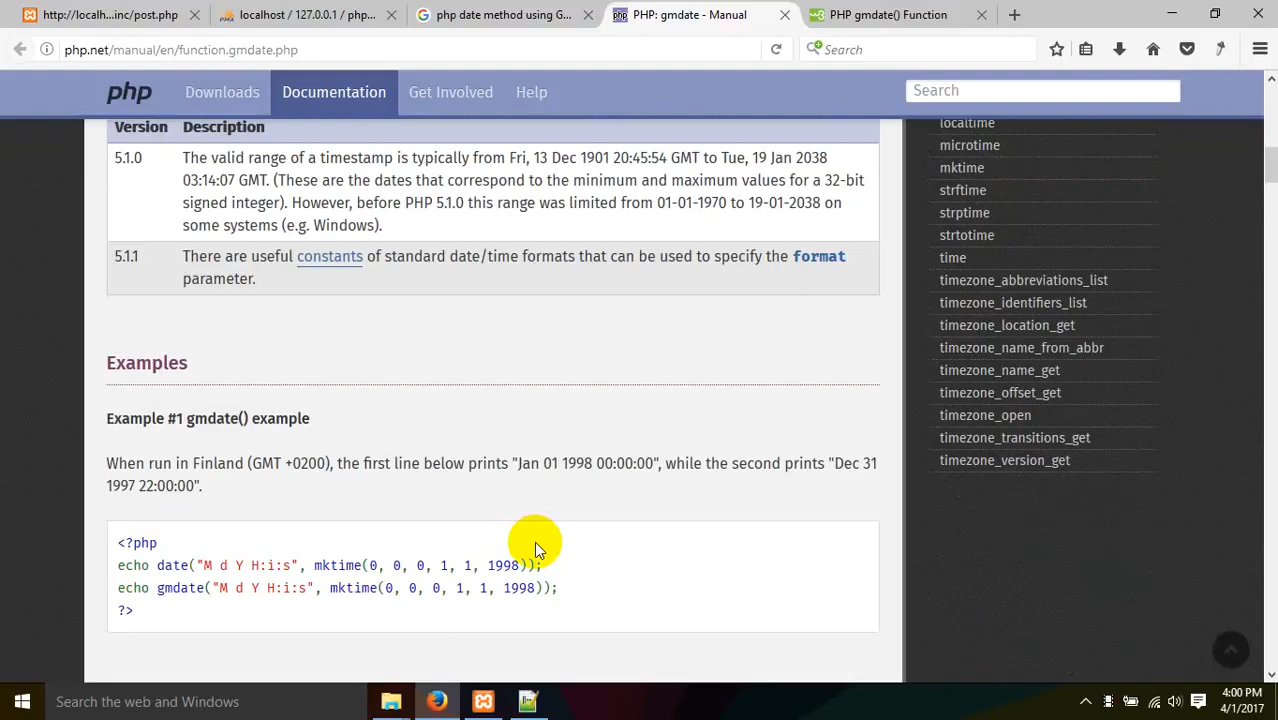 http://localh...inc/post.php
localhost / 127.0.0.1 / php...
php date method using G...
PHP: gmdate - Manual
PHP gmdate() Function
php.net/manual/en/function.gmdate.php
Search
php
Downloads
Documentation
Get Involved
Help
Search
Version Description
5.1.0 The valid range of a timestamp is typically from Fri, 13 Dec 1901 20:45:54 GMT to Tue, 19 Jan 2038
03:14:07 GMT. (These are the dates that correspond to the minimum and maximum values for a 32-bit
signed integer). However, before PHP 5.1.0 this range was limited from 01-01-1970 to 19-01-2038 on
some systems (e.g. Windows).
5.1.1 There are useful constants of standard date/time formats that can be used to specify the format
parameter.
Examples
Example #1 gmdate() example
When run in Finland (GMT +0200), the first line below prints "Jan 01 1998 00:00:00", while the second prints "Dec 31
1997 22:00:00".
<?php
echo date("M d Y H:i:s", mktime(0, 0, 0, 1, 1, 1998));
echo gmdate("M d Y H:i:s", mktime(0, 0, 0, 1, 1, 1998));
?>
localtime
microtime
mktime
strftime
strptime
strtotime
time
timezone_abbreviations_list
timezone_identifiers_list
timezone_location_get
timezone_name_from_abbr
timezone_name_get
timezone_offset_get
timezone_open
timezone_transitions_get
timezone_version_get
Search the web and Windows
4:00 PM
4/1/2017